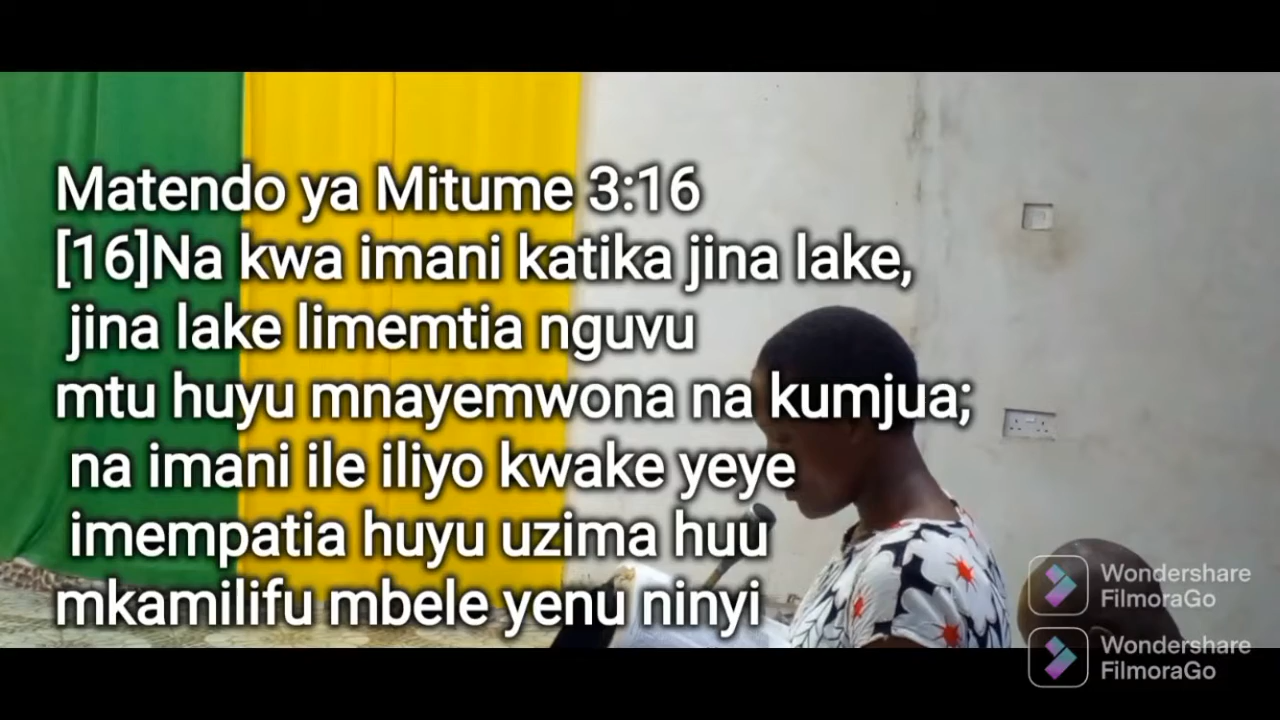 Matendo ya Mitume 3:16
[16]Na kwa imani katika jina lake,
jina lake limemtia nguvu
mtu huyu mnayemwona na kumjua;
na imani ile iliyo kwake yeye
imempatia huyu uzima huu
mkamilifu mbele yenu ninyi
Wondershare
FilmoraGo
Wondershare
FilmoraGo